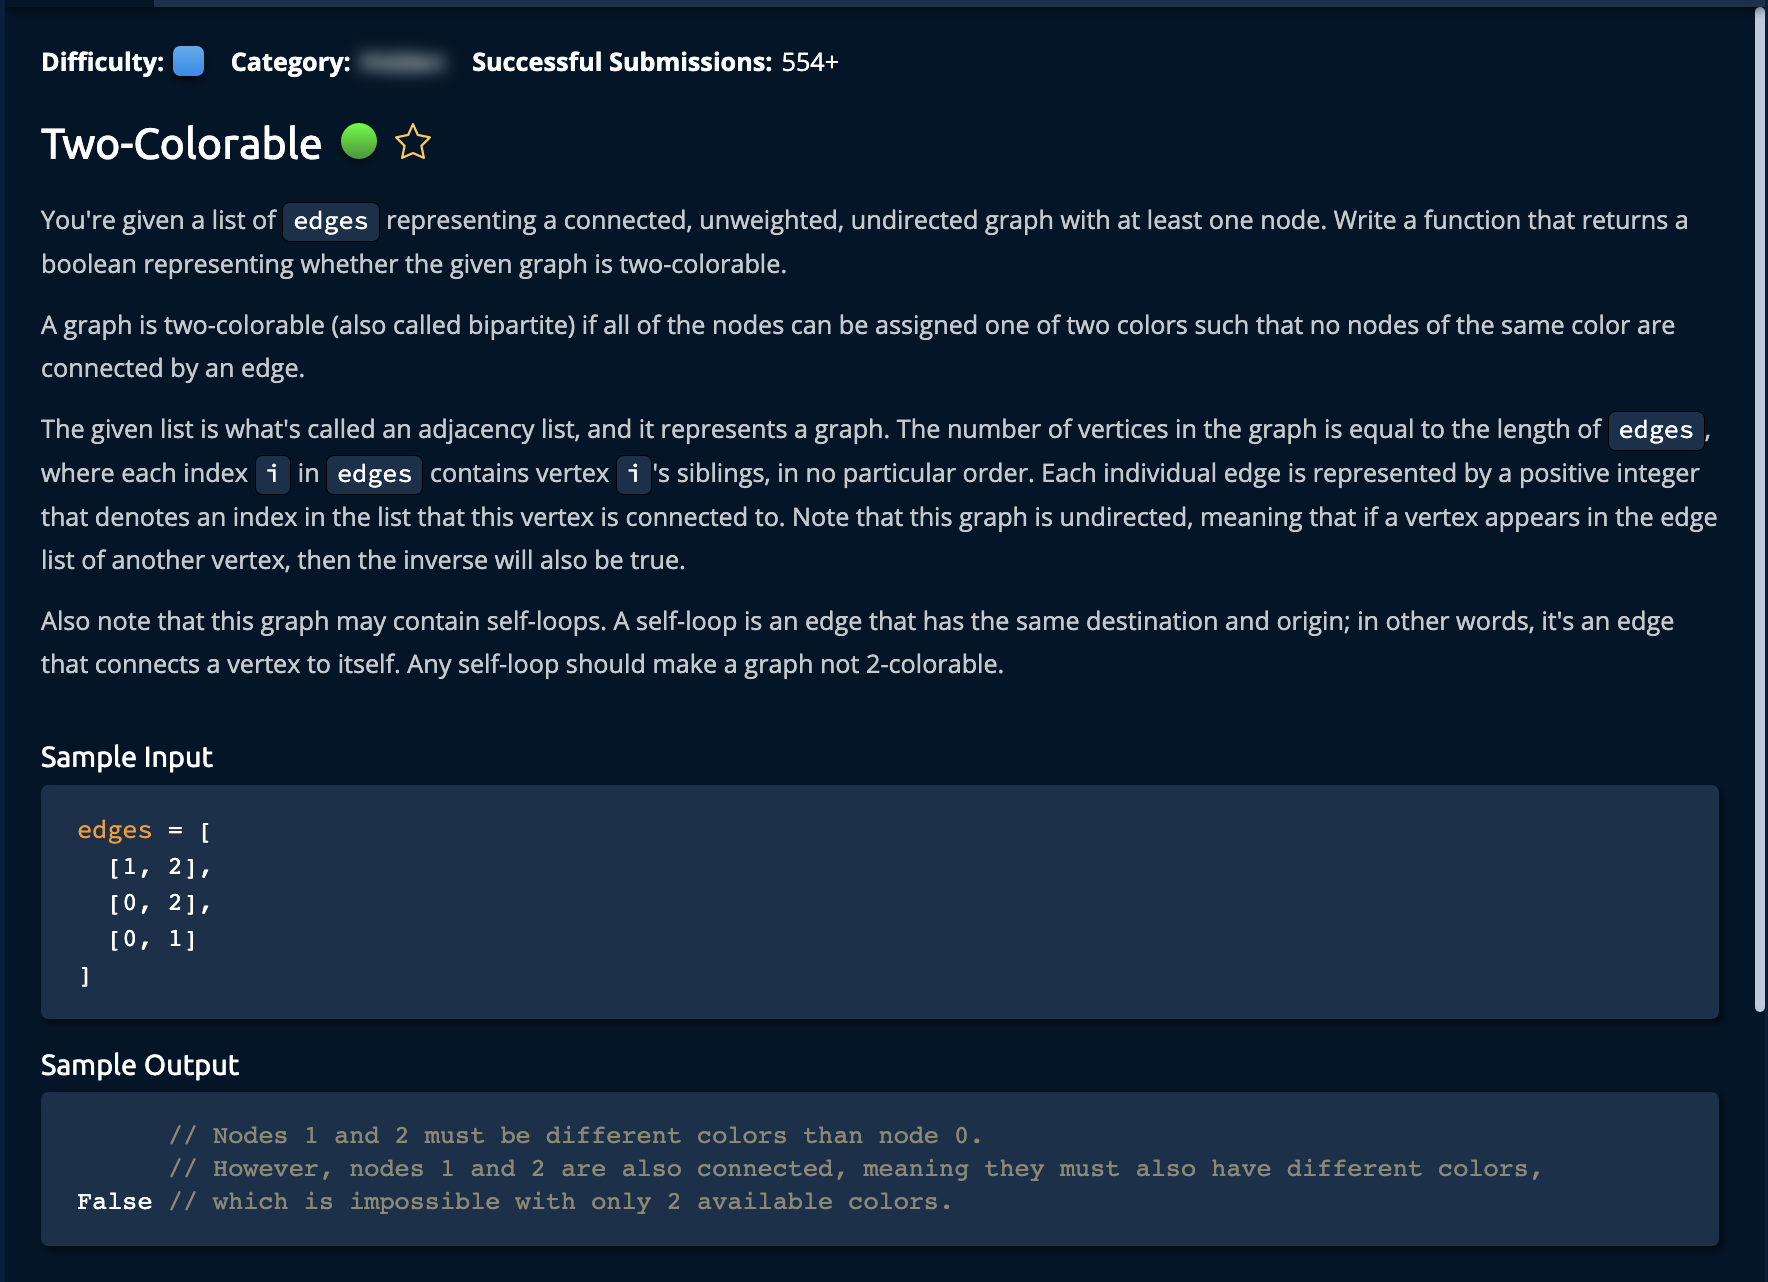 Difficulty: Category: Successful Submissions: 554+
Two-Colorable
You're given a list of edges representing a connected, unweighted, undirected graph with at least one node. Write a function that returns a
boolean representing whether the given graph is two-colorable.
A graph is two-colorable (also called bipartite) if all of the nodes can be assigned one of two colors such that no nodes of the same color are
connected by an edge.
The given list is what's called an adjacency list, and it represents a graph. The number of vertices in the graph is equal to the length of edges ,
where each index i in edges contains vertex i 's siblings, in no particular order. Each individual edge is represented by a positive integer
that denotes an index in the list that this vertex is connected to. Note that this graph is undirected, meaning that if a vertex appears in the edge
list of another vertex, then the inverse will also be true.
Also note that this graph may contain self-loops. A self-loop is an edge that has the same destination and origin; in other words, it's an edge
that connects a vertex to itself. Any self-loop should make a graph not 2-colorable.
Sample Input
edges = [
[1, 2],
[0, 2],
[0, 1]
]
Sample Output
// Nodes 1 and 2 must be different colors than node 0.
// However, nodes 1 and 2 are also connected, meaning they must also have different colors,
False // which is impossible with only 2 available colors.